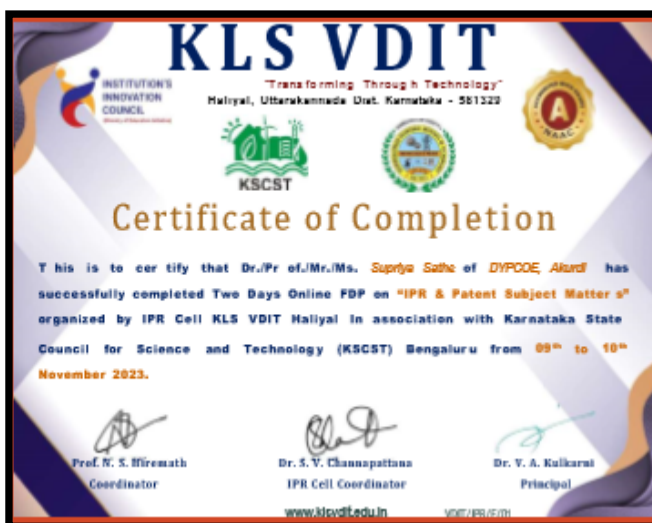 KLS VDIT
INSTITUTION'S
INNOVATION
COUNCIL
(Ministry of Education Initiative)
"Transforming Through Technology"
Haliyal, Uttarakannada Dist. Karnataka - 581329
A
NAAC
KSCST
Certificate of Completion
This is to certify that Dr./Prof./Mr./Ms. Supriya Sathe of DYPCOE, Akurdi has
successfully completed Two Days Online FDP on "IPR & Patent Subject Matters"
organized by IPR Cell KLS VDIT Haliyal In association with Karnataka State
Council for Science and Technology (KSCST) Bengaluru from 09th to 10th
November 2023.
Prof. N. S. Hiremath
Coordinator
Dr. S. V. Channapattana
IPR Cell Coordinator
Dr. V. A. Kulkarni
Principal
www.klsvdit.edu.in